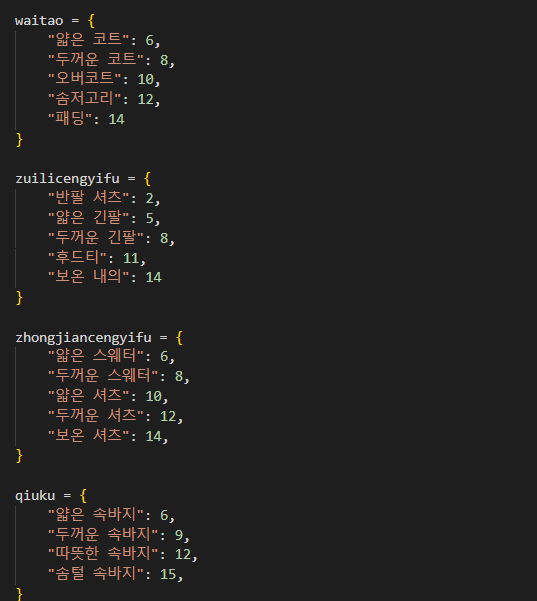 waitao = {
    "얇은 코트": 6,
    "두꺼운 코트": 8,
    "오버코트": 10,
    "솜저고리": 12,
    "패딩": 14
}
zuilicengyifu = {
    "반팔 셔츠": 2,
    "얇은 긴팔": 5,
    "두꺼운 긴팔": 8,
    "후드티": 11,
    "보온 내의": 14
}
zhongjiancengyifu = {
    "얇은 스웨터": 6,
    "두꺼운 스웨터": 8,
    "얇은 셔츠": 10,
    "두꺼운 셔츠": 12,
    "보온 셔츠": 14,
}
qiuku = {
    "얇은 속바지": 6,
    "두꺼운 속바지": 9,
    "따뜻한 속바지": 12,
    "솜털 속바지": 15,
}